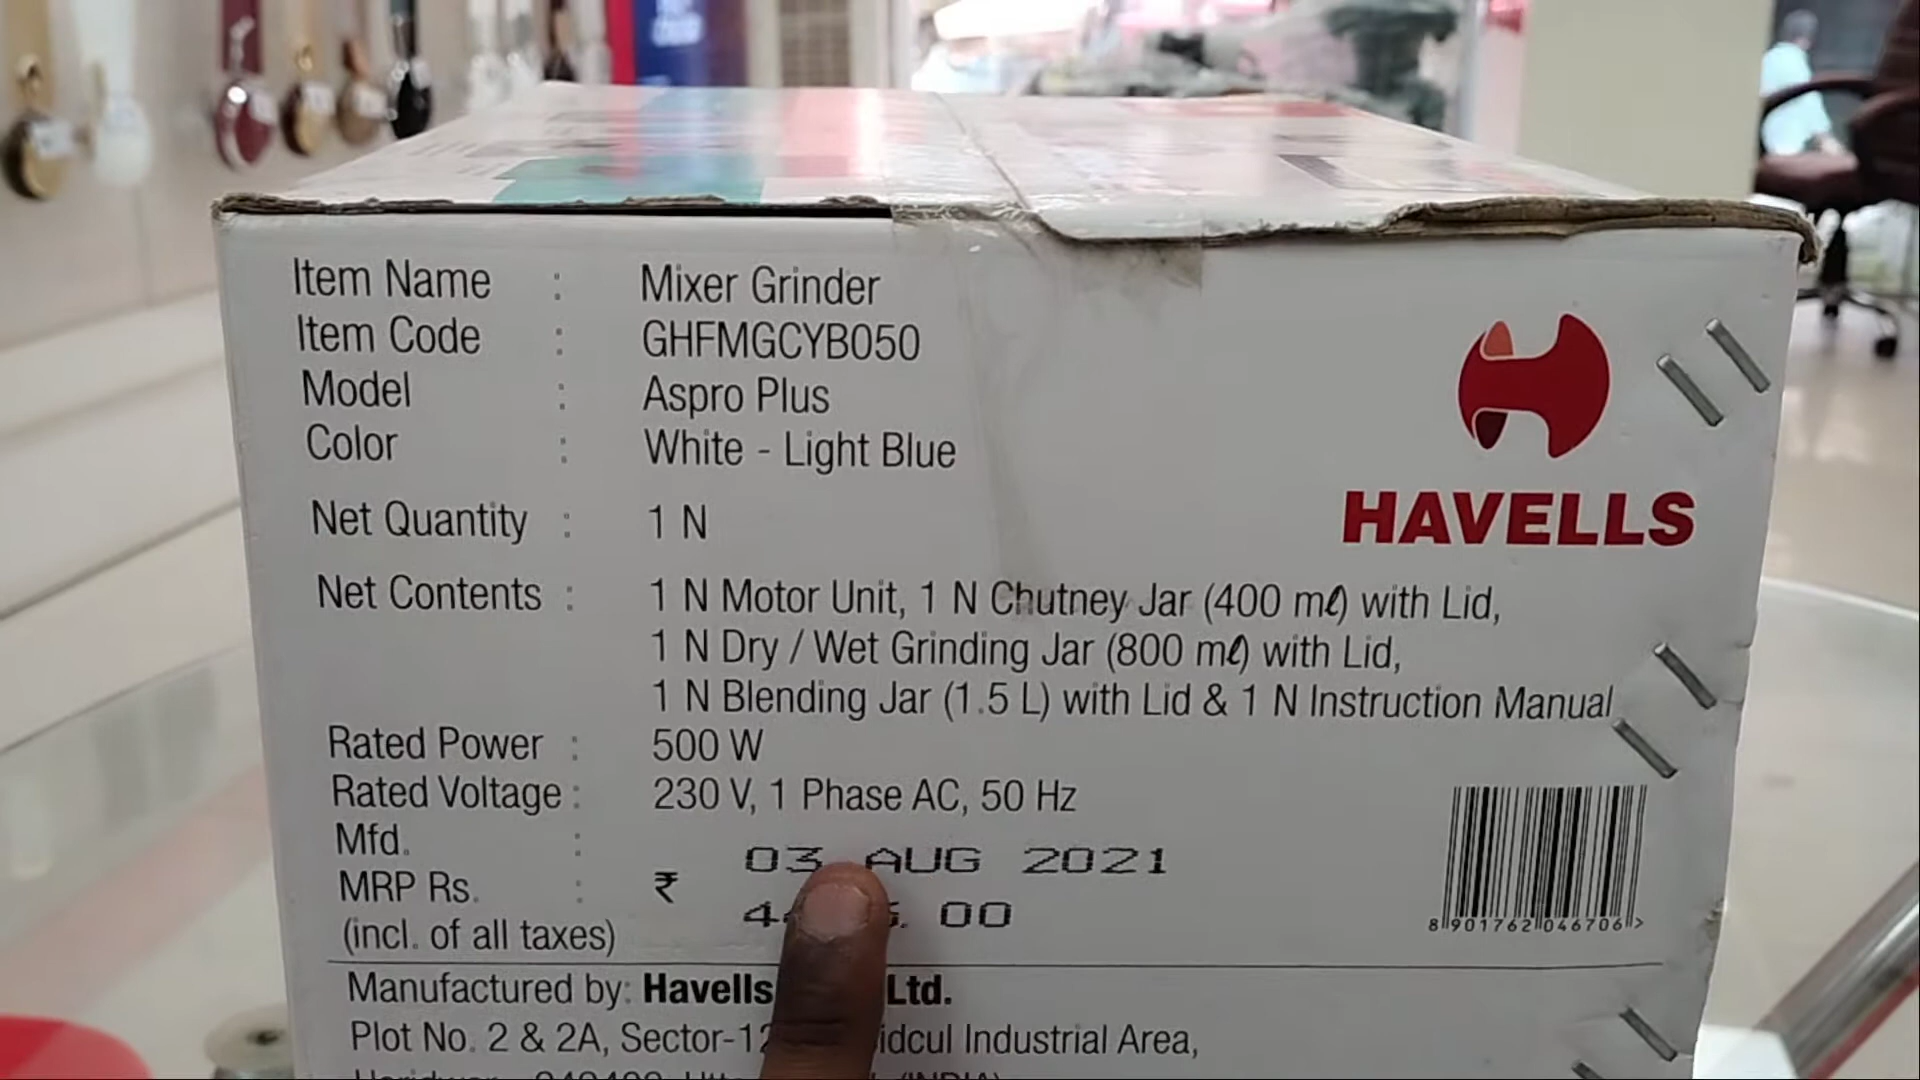 Item Name : Mixer Grinder
Item Code : GHFMGCYB050
Model : Aspro Plus
Color : White - Light Blue
Net Quantity : 1 N
Net Contents : 1 N Motor Unit, 1 N Chutney Jar (400 mℓ) with Lid,
1 N Dry / Wet Grinding Jar (800 mℓ) with Lid,
1 N Blending Jar (1.5 L) with Lid & 1 N Instruction Manual
Rated Power : 500 W
Rated Voltage : 230 V, 1 Phase AC, 50 Hz
Mfd. : 03 AUG 2021
MRP Rs. : ₹ 00
(incl. of all taxes)
HAVELLS
8901762046706>
Manufactured by: Havells Ltd.
Plot No. 2 & 2A, Industrial Area,